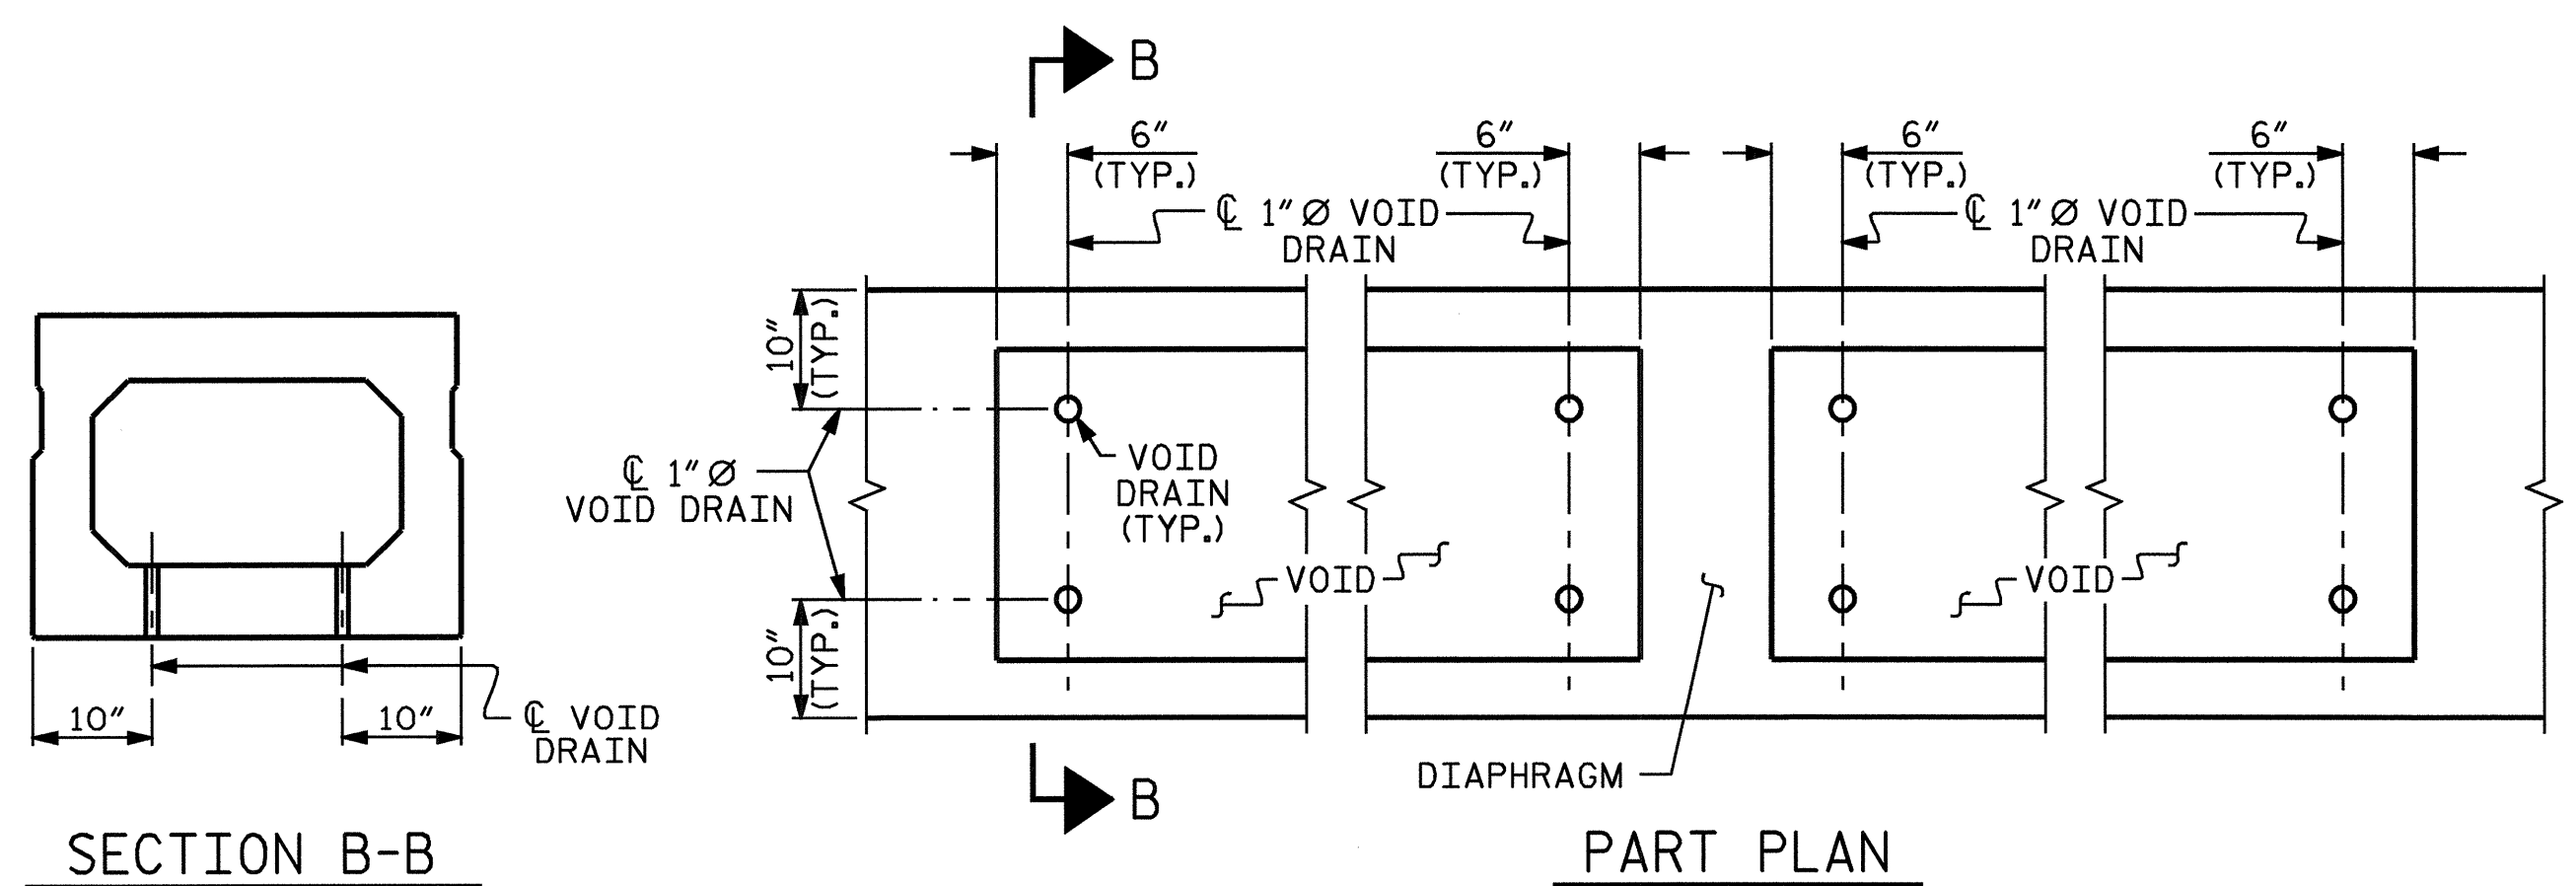 B
6″ 6″ 6″ 6″
(TYP.) (TYP.) (TYP.) (TYP.)
℄ 1″Ø VOID
DRAIN
℄ 1″Ø VOID
DRAIN
10″
(TYP.)
℄ 1″Ø
VOID DRAIN
VOID
DRAIN
(TYP.)
VOID
VOID
10″
(TYP.)
10″ 10″
℄ VOID
DRAIN
DIAPHRAGM
B
SECTION B-B
PART PLAN